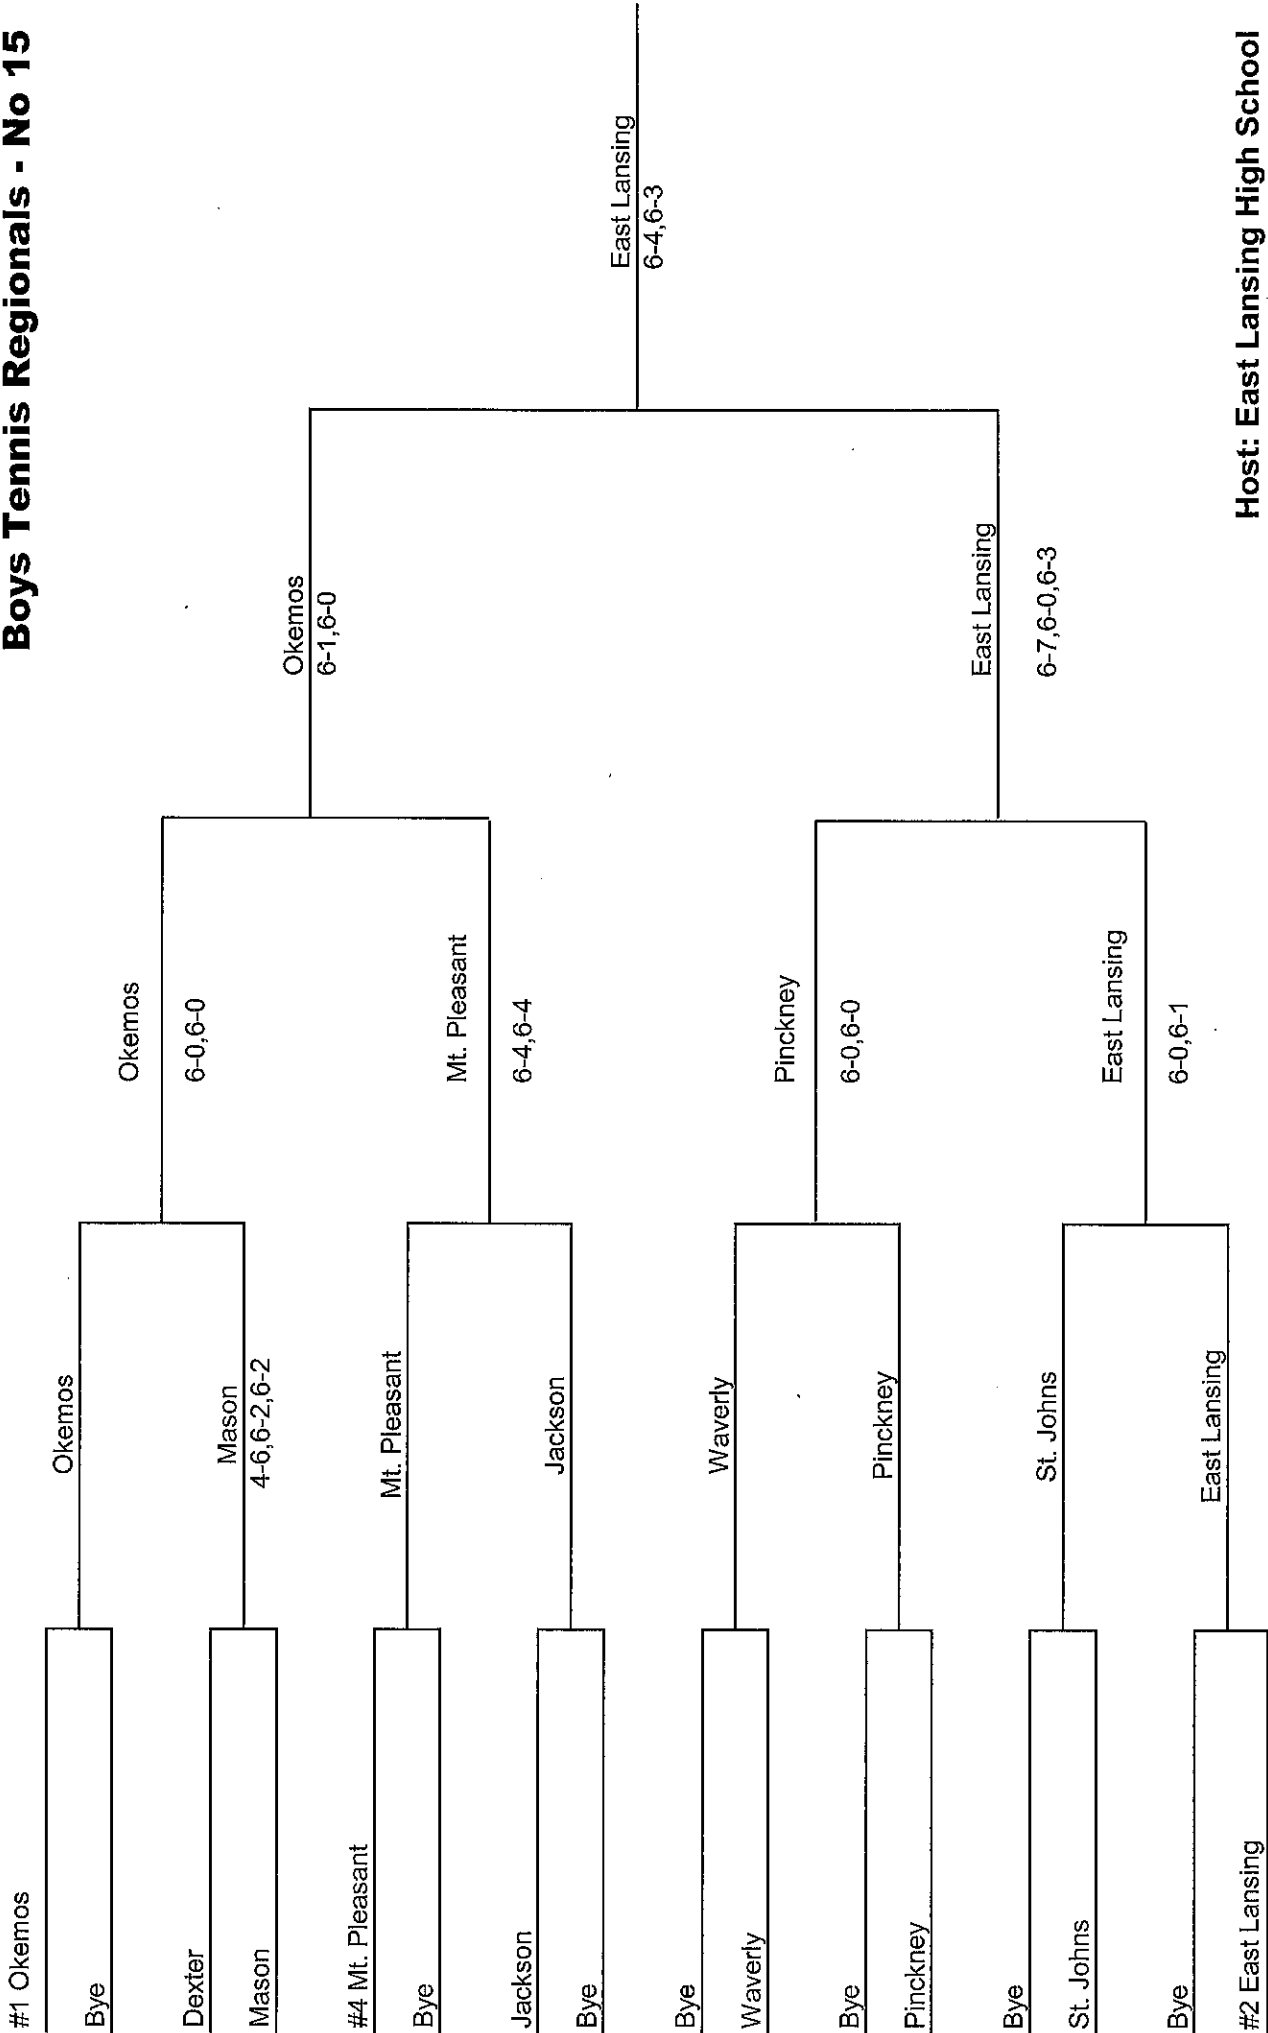 Boys Tennis Regionals - No 15
#1 Okemos
Bye
Dexter
Mason
#4 Mt. Pleasant
Bye
Jackson
Bye
Bye
Waverly
Bye
Pinckney
Bye
St. Johns
Bye
#2 East Lansing
Okemos
Mason
4-6,6-2,6-2
Mt. Pleasant
Jackson
Waverly
Pinckney
St. Johns
East Lansing
Okemos
6-0,6-0
Mt. Pleasant
6-4,6-4
Pinckney
6-0,6-0
East Lansing
6-0,6-1
Okemos
6-1,6-0
East Lansing
6-7,6-0,6-3
East Lansing
6-4,6-3
Host: East Lansing High School